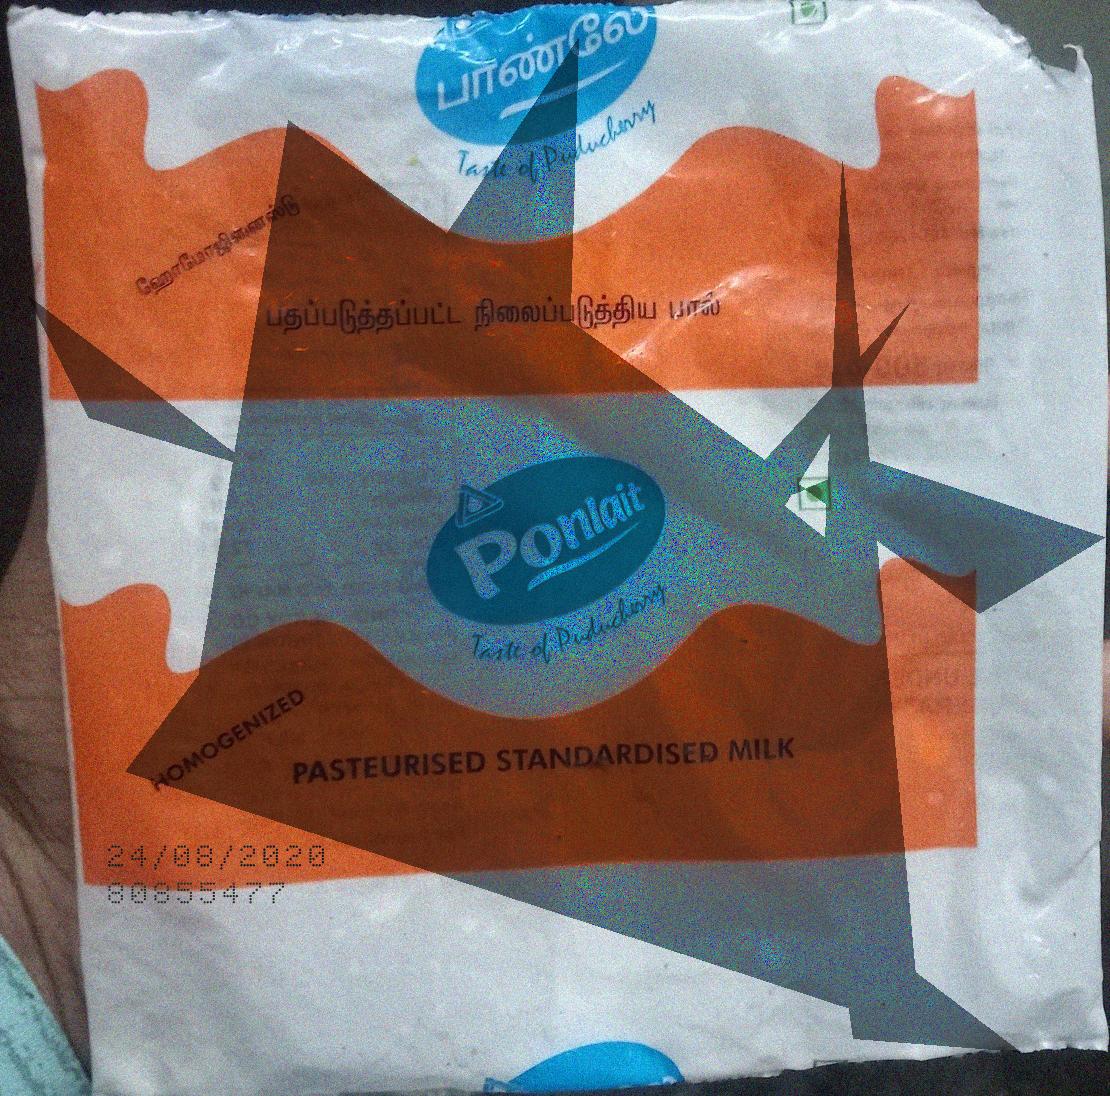 பாண்லே
Taste of Puducherry
ஹோமோஜினைஸ்டு
பதப்படுத்தப்பட்ட நிலைப்படுத்திய பால்
Ponlait
Taste of Puducherry
HOMOGENIZED
PASTEURISED STANDARDISED MILK
24/08/2020
80855477